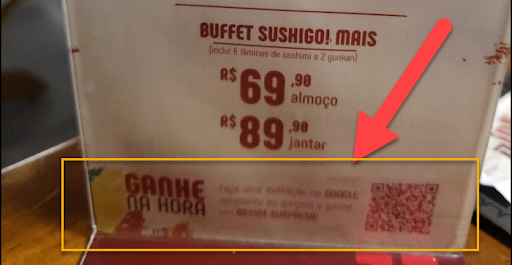 BUFFET SUSHIGO! MAIS
(inclui 6 lâminas de sashimi e 2 gunkan)
R$ 69,90
almoço
R$ 89,90
jantar
GANHE
NA HORA
Faça uma avaliação no GOOGLE
apresente ao garçom e ganhe
um BRINDE SURPRESA!